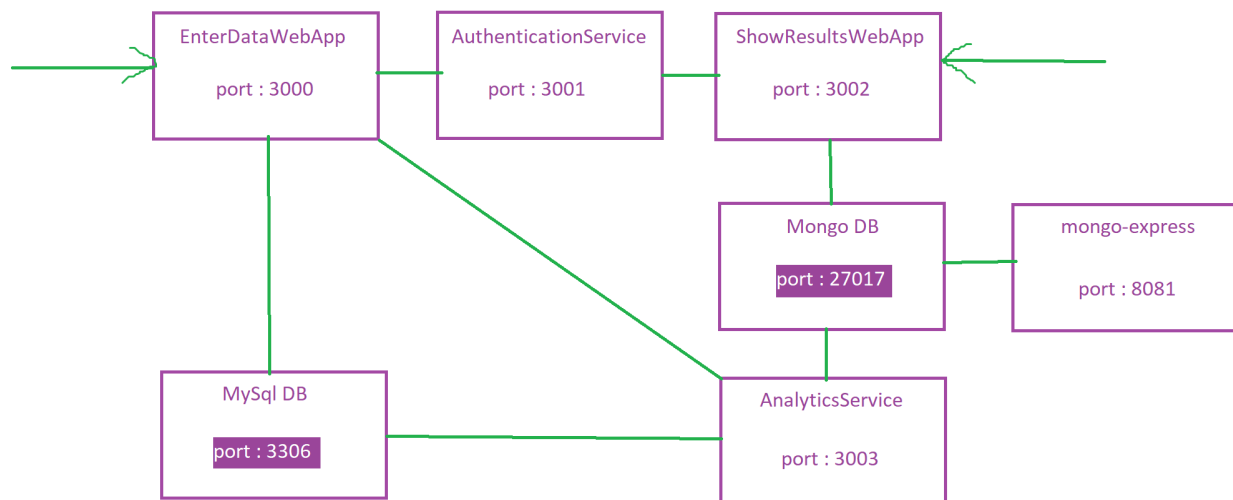 EnterDataWebApp
port : 3000
AuthenticationService
port : 3001
ShowResultsWebApp
port : 3002
Mongo DB
port : 27017
mongo-express
port : 8081
MySql DB
port : 3306
AnalyticsService
port : 3003